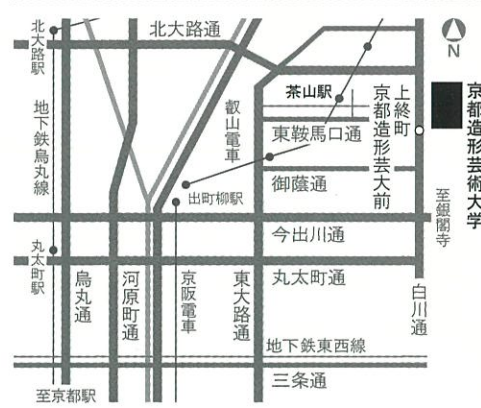 北大路通
北大路駅
N
京都造形芸術大学
茶山駅
上終町
京都造形芸大前
地下鉄烏丸線
叡山電車
東鞍馬口通
至銀閣寺
御蔭通
出町柳駅
今出川通
丸太町駅
丸太町通
烏丸通
河原町通
京阪電車
東大路通
白川通
地下鉄東西線
三条通
至京都駅